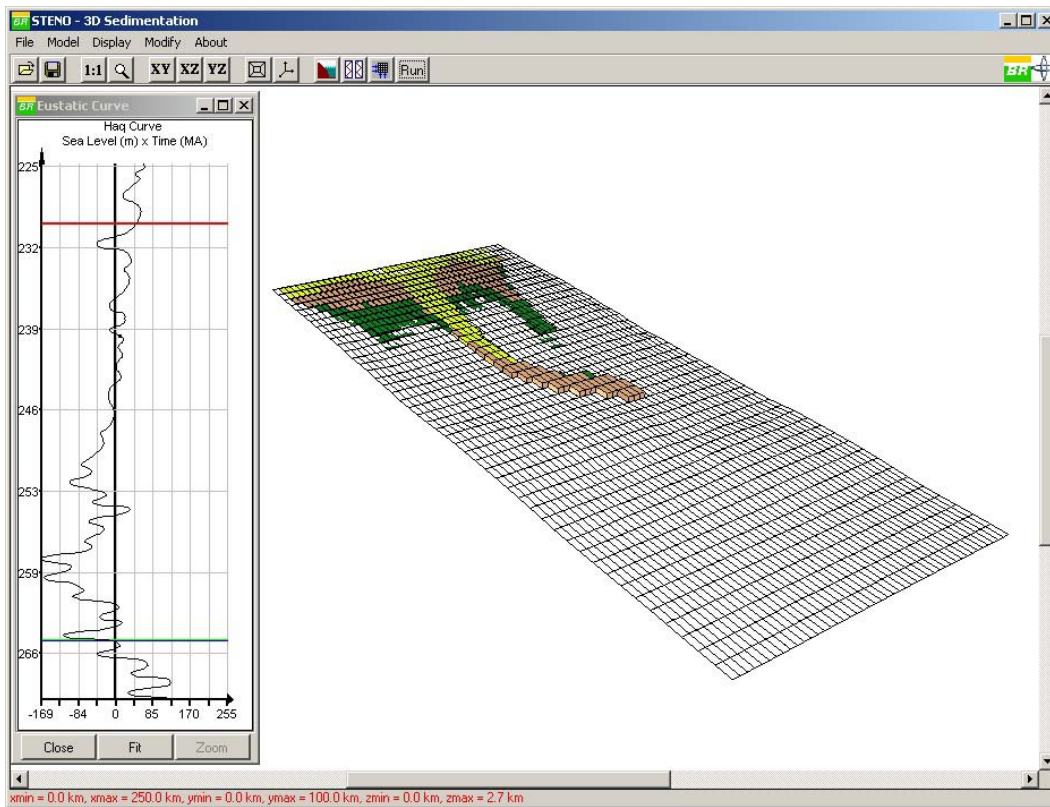 BR STENO - 3D Sedimentation
File Model Display Modify About
1:1 XY XZ YZ Run BR
BR Eustatic Curve
Haq Curve
Sea Level (m) x Time (MA)
225
232
239
246
253
259
266
-169 -84 0 85 170 255
Close Fit Zoom
xmin = 0.0 km, xmax = 250.0 km, ymin = 0.0 km, ymax = 100.0 km, zmin = 0.0 km, zmax = 2.7 km